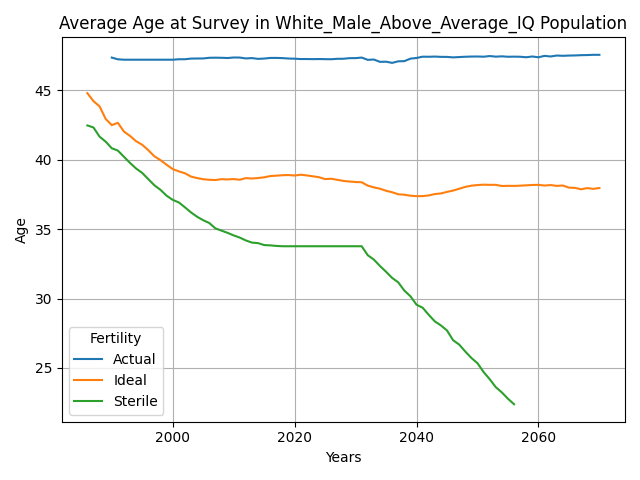 Average Age at Survey in White_Male_Above_Average_IQ Population
Age
45
40
35
30
25
Fertility
Actual
Ideal
Sterile
2000 2020 2040 2060
Years